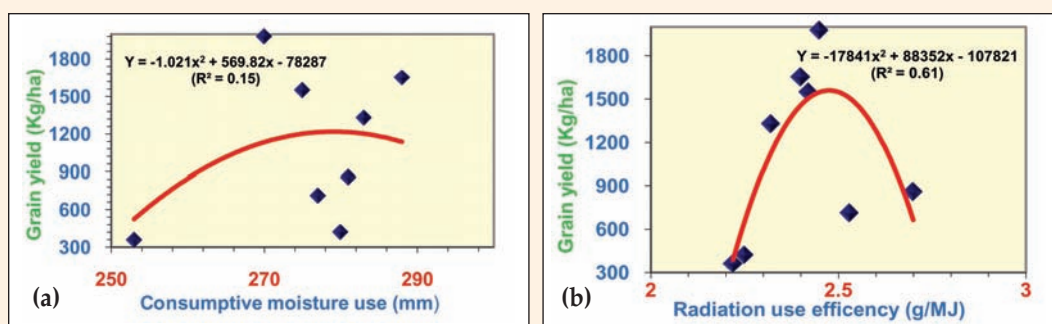 Grain yield (Kg/ha)
1800
1500
1200
900
600
300
Y = -1.021x² + 569.82x - 78287
(R² = 0.15)
250
270
290
(a)
Consumptive moisture use (mm)
Grain yield (Kg/ha)
1800
1500
1200
900
600
300
Y = -17841x² + 88352x - 107821
(R² = 0.61)
2
2.5
3
(b)
Radiation use efficency (g/MJ)